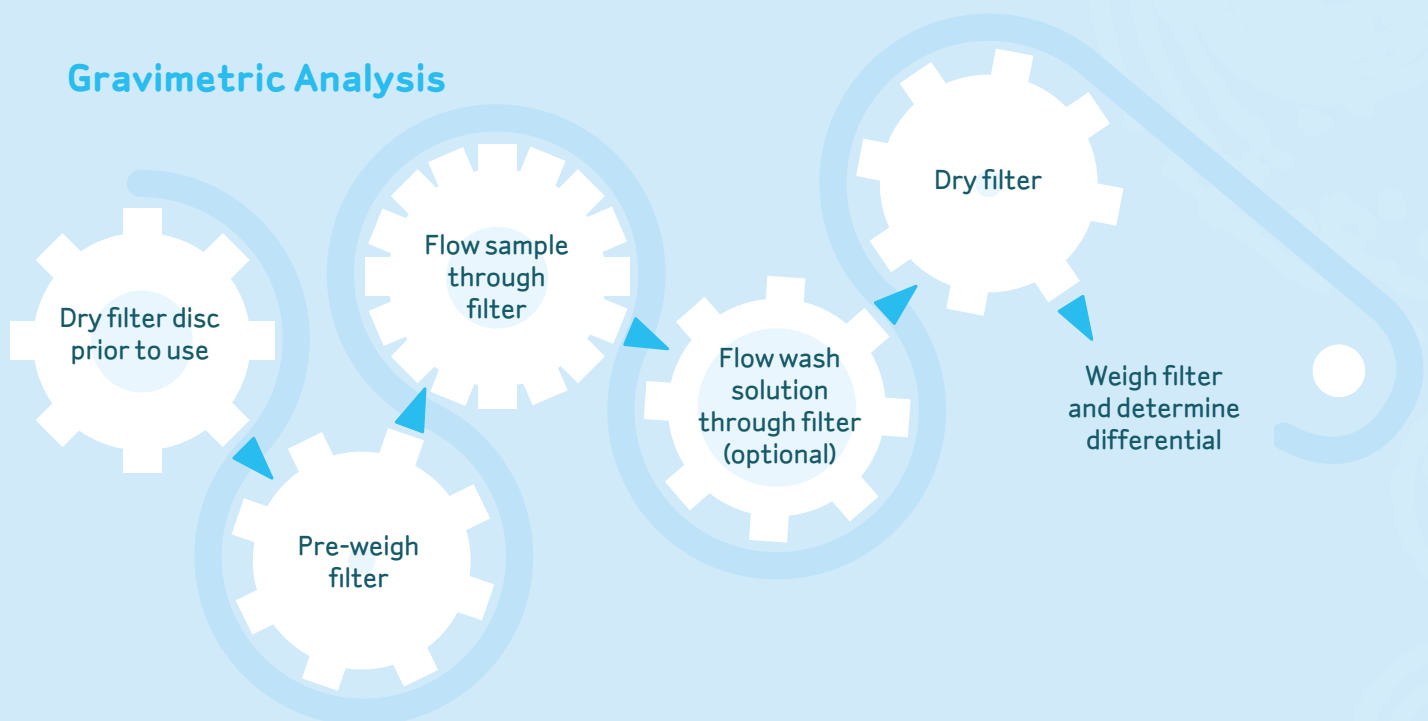 Gravimetric Analysis
Dry filter disc
prior to use
Pre-weigh
filter
Flow sample
through
filter
Flow wash
solution
through filter
(optional)
Dry filter
Weigh filter
and determine
differential